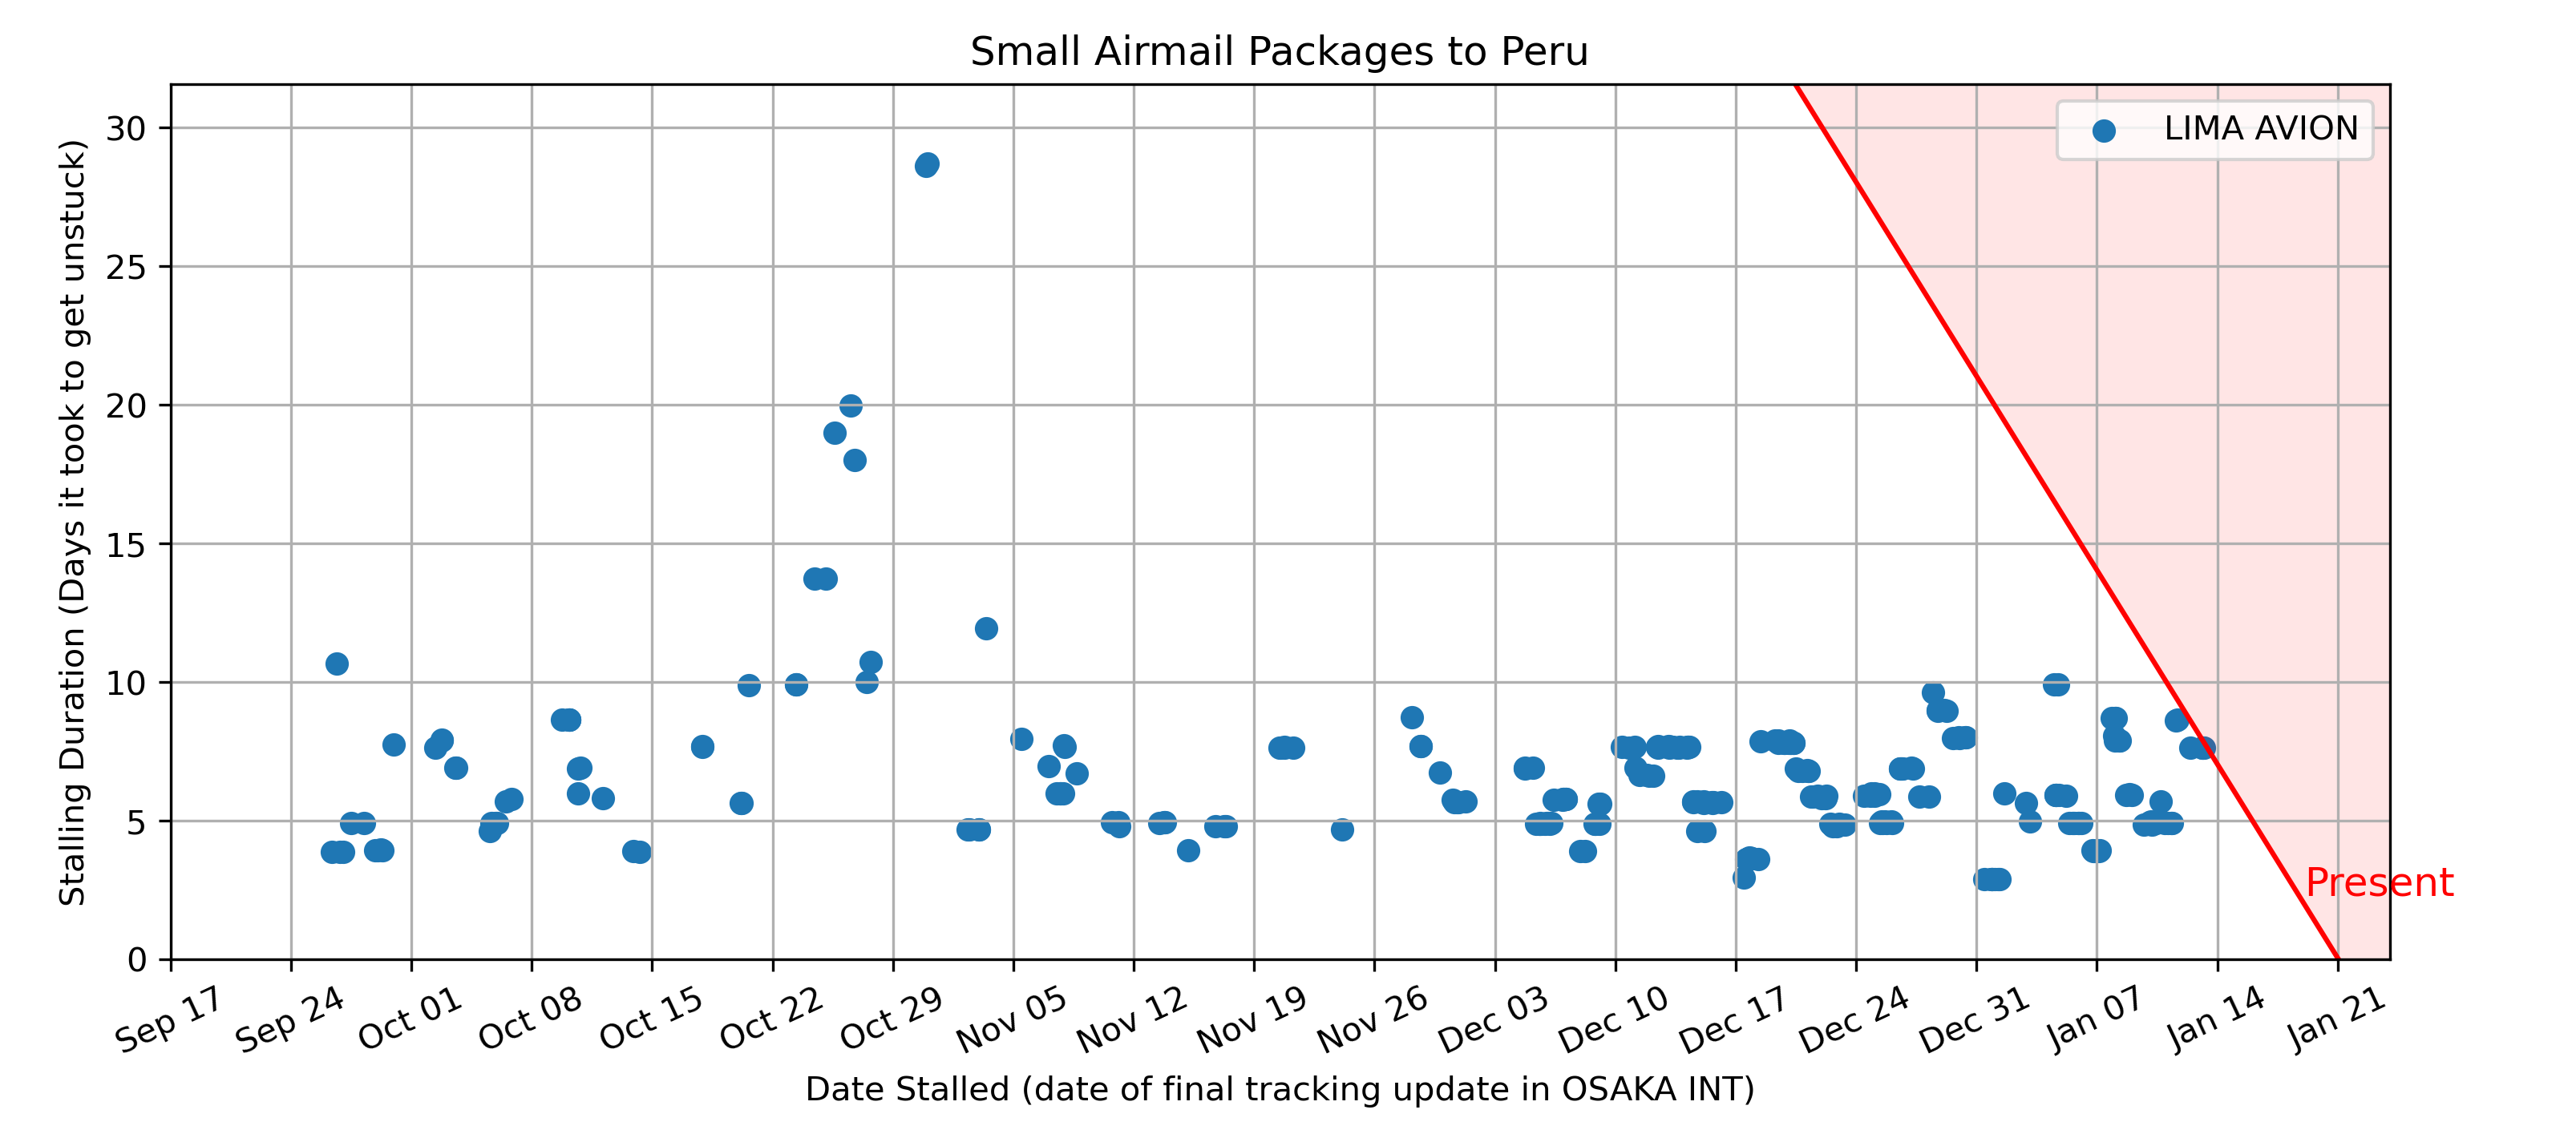 Small Airmail Packages to Peru
LIMA AVION
Stalling Duration (Days it took to get unstuck)
30
25
20
15
10
5
0
Present
Sep 17
Sep 24
Oct 01
Oct 08
Oct 15
Oct 22
Oct 29
Nov 05
Nov 12
Nov 19
Nov 26
Dec 03
Dec 10
Dec 17
Dec 24
Dec 31
Jan 07
Jan 14
Jan 21
Date Stalled (date of final tracking update in OSAKA INT)